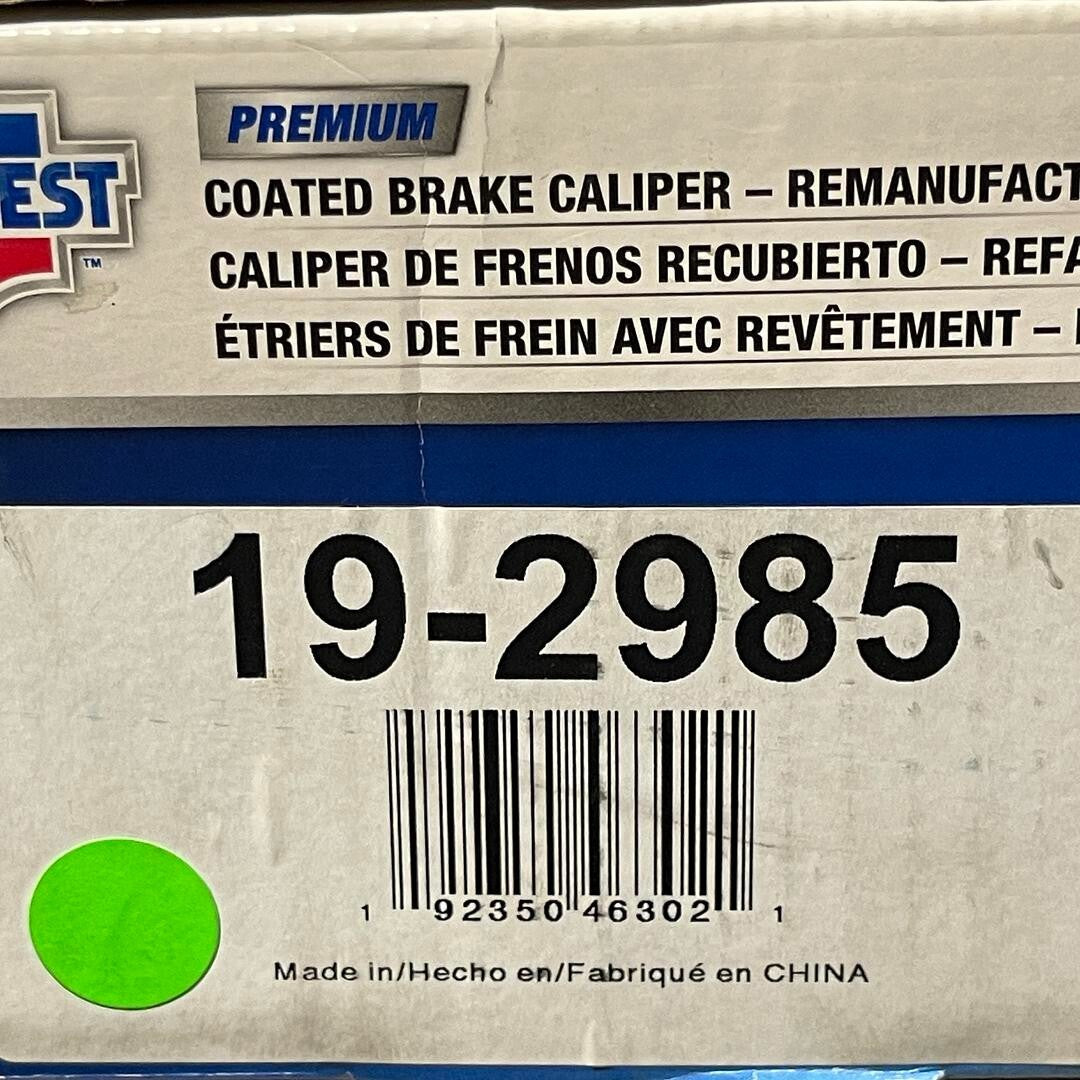 PREMIUM
EST
TM
COATED BRAKE CALIPER – REMANUFACT
CALIPER DE FRENOS RECUBIERTO – REFA
ÉTRIERS DE FREIN AVEC REVÊTEMENT –
19-2985
1 92350 46302 1
Made in/Hecho en/Fabriqué en CHINA